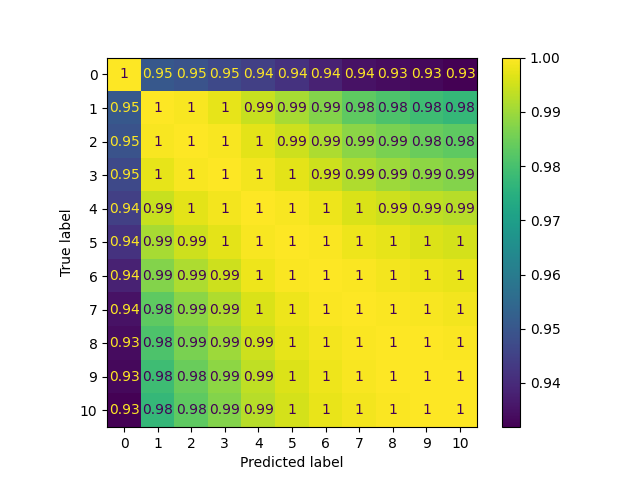 0 1 0.95 0.95 0.95 0.94 0.94 0.94 0.94 0.93 0.93 0.93 1.00
1 0.95 1 1 1 0.99 0.99 0.99 0.98 0.98 0.98 0.98 0.99
2 0.95 1 1 1 1 0.99 0.99 0.99 0.99 0.98 0.98
3 0.95 1 1 1 1 1 0.99 0.99 0.99 0.99 0.99 0.98
4 0.94 0.99 1 1 1 1 1 1 0.99 0.99 0.99 0.97
True label
5 0.94 0.99 0.99 1 1 1 1 1 1 1 1
6 0.94 0.99 0.99 0.99 1 1 1 1 1 1 1 0.96
7 0.94 0.98 0.99 0.99 1 1 1 1 1 1 1 0.95
8 0.93 0.98 0.99 0.99 0.99 1 1 1 1 1 1
9 0.93 0.98 0.98 0.99 0.99 1 1 1 1 1 1 0.94
10 0.93 0.98 0.98 0.99 0.99 1 1 1 1 1 1
0 1 2 3 4 5 6 7 8 9 10
Predicted label